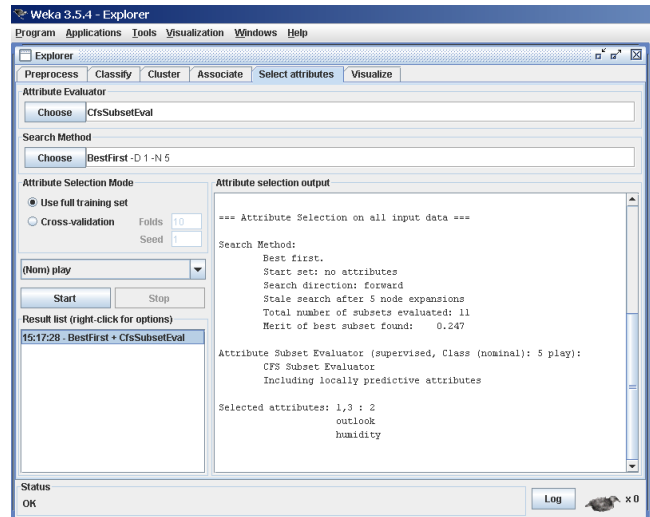 Weka 3.5.4 - Explorer
Program Applications Tools Visualization Windows Help
Explorer
Preprocess Classify Cluster Associate Select attributes Visualize
Attribute Evaluator
Choose CfsSubsetEval
Search Method
Choose BestFirst -D 1 -N 5
Attribute Selection Mode
Use full training set
Cross-validation Folds 10
Seed 1
(Nom) play
Start Stop
Result list (right-click for options)
15:17:28 - BestFirst + CfsSubsetEval
Attribute selection output
=== Attribute Selection on all input data ===
Search Method:
Best first.
Start set: no attributes
Search direction: forward
Stale search after 5 node expansions
Total number of subsets evaluated: 11
Merit of best subset found: 0.247
Attribute Subset Evaluator (supervised, Class (nominal): 5 play):
CFS Subset Evaluator
Including locally predictive attributes
Selected attributes: 1,3 : 2
outlook
humidity
Status
OK
Log x 0